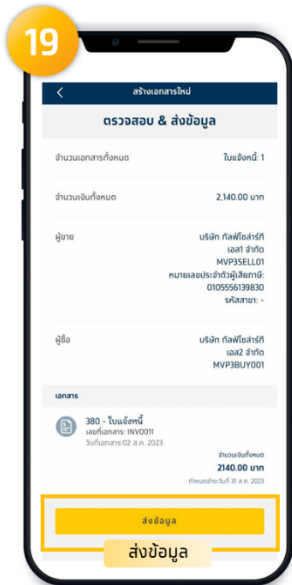 19
สร้างเอกสารใหม่
ตรวจสอบ & ส่งข้อมูล
จำนวนเอกสารทั้งหมด
ใบแจ้งหนี้: 1
จำนวนเงินทั้งหมด
2,140.00 บาท
ผู้ขาย
บริษัท กัลฟ์โซล่าร์ที
เอส1 จำกัด
MVP3SELL01
หมายเลขประจำตัวผู้เสียภาษี:
0105556139830
รหัสสาขา: -
ผู้ซื้อ
บริษัท กัลฟ์โซล่าร์ที
เอส2 จำกัด
MVP3BUY001
เอกสาร
380 - ใบแจ้งหนี้
เลขที่เอกสาร: INV0011
วันที่เอกสาร:02 ส.ค. 2023
จำนวนเงินทั้งหมด
2140.00 บาท
กำหนดชำระวันที่ 31 ส.ค. 2023
ส่งข้อมูล
ส่งข้อมูล